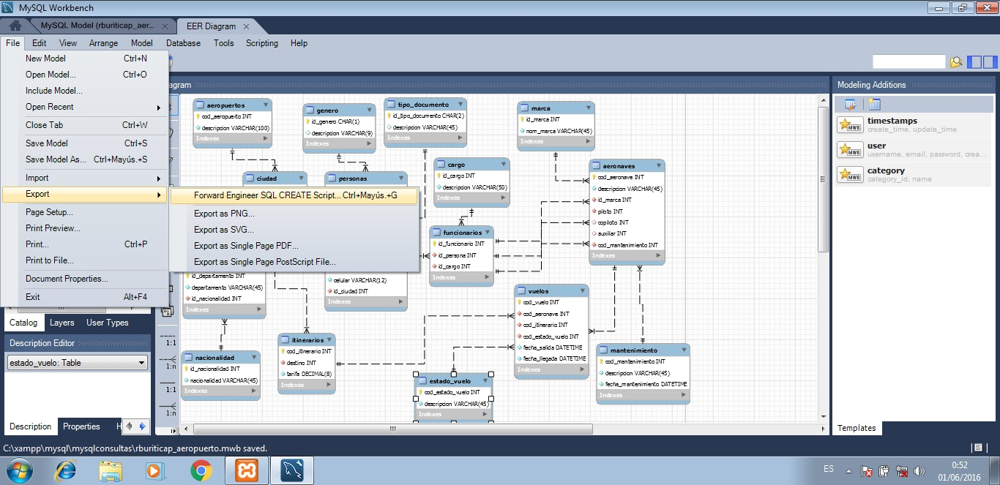 MySQL Workbench
MySQL Model (rburiticap_aer...
EER Diagram
File Edit View Arrange Model Database Tools Scripting Help
New Model Ctrl+N
Open Model... Ctrl+O
Include Model...
Open Recent
Close Tab Ctrl+W
Save Model Ctrl+S
Save Model As... Ctrl+Mayús.+S
Import
Export
Page Setup...
Print Preview...
Print... Ctrl+P
Print to File...
Document Properties...
Exit Alt+F4
Forward Engineer SQL CREATE Script... Ctrl+Mayús.+G
Export as PNG...
Export as SVG...
Export as Single Page PDF...
Export as Single Page PostScript File...
agram
aeropuertos
cod_aeropuerto INT
descripcion VARCHAR(100)
Indexes
genero
id_genero CHAR(1)
descripcion VARCHAR(9)
Indexes
tipo_documento
id_tipo_documento CHAR(2)
descripcion VARCHAR(45)
Indexes
marca
id_marca INT
nom_marca VARCHAR(45)
Indexes
ciudad
personas
cargo
id_cargo INT
descripcion VARCHAR(50)
Indexes
aeronaves
cod_aeronave INT
descripcion VARCHAR(45)
id_marca INT
piloto INT
copiloto INT
auxiliar INT
cod_mantenimiento INT
Indexes
funcionarios
id_funcionario INT
id_persona INT
id_cargo INT
Indexes
id_departamento INT
departamento VARCHAR(45)
id_nacionalidad INT
Indexes
celular VARCHAR(12)
id_ciudad INT
Indexes
vuelos
cod_vuelo INT
cod_aeronave INT
cod_itinerario INT
cod_estado_vuelo INT
fecha_salida DATETIME
fecha_llegada DATETIME
Indexes
nacionalidad
id_nacionalidad INT
nacionalidad VARCHAR(45)
Indexes
itinerarios
cod_itinerario INT
destino INT
tarifa DECIMAL(8)
Indexes
estado_vuelo
cod_estado_vuelo INT
descripcion VARCHAR(45)
Indexes
mantenimiento
cod_mantenimiento INT
descripcion VARCHAR(45)
fecha_mantenimiento DATETIME
Indexes
1:1
1:n
1:1
1:n
Catalog Layers User Types
Description Editor
estado_vuelo: Table
Description Properties H
Modeling Additions
timestamps
create_time, update_time
user
username, email, password, crea...
category
category_id, name
MWB
MWB
MWB
Templates
C:\xampp\mysql\mysqlconsultas\rburiticap_aeropuerto.mwb saved.
ES
0:52
01/06/2016